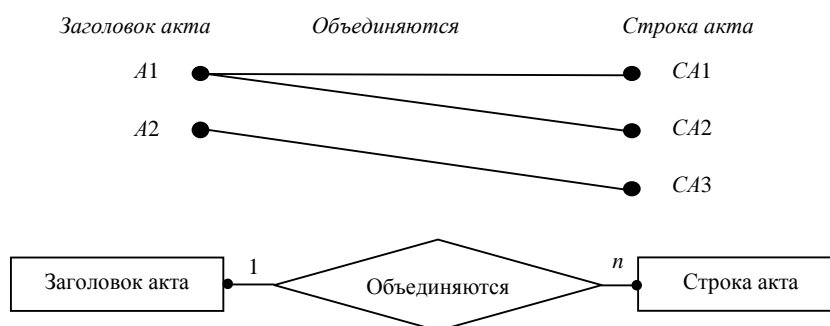 Заголовок акта Объединяются Строка акта
А1 СА1
А2 СА2
СА3
1 n
Заголовок акта Объединяются Строка акта